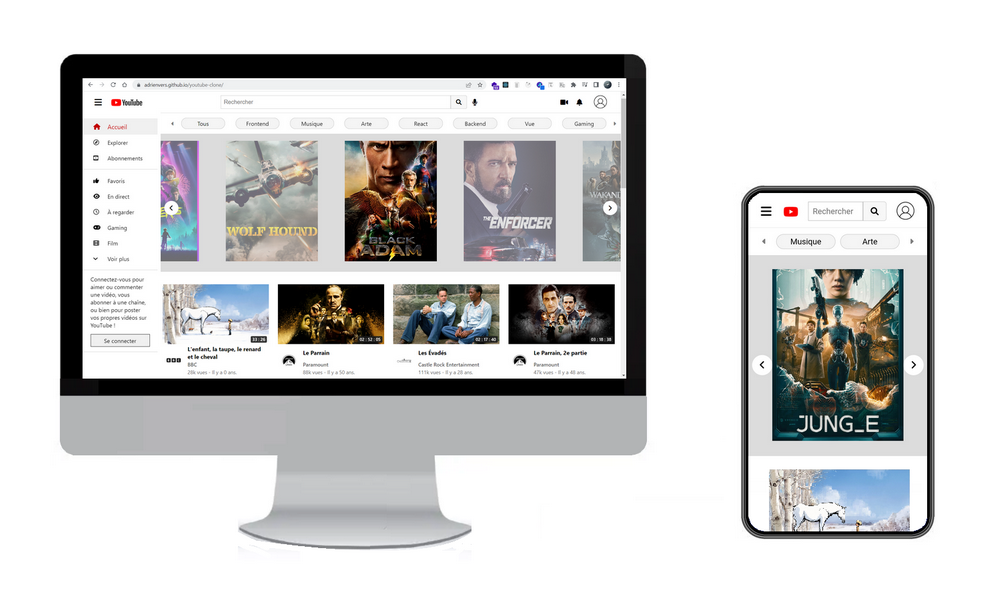 adrienvers.github.io/youtube-clone/
YouTube
Rechercher
Accueil
Explorer
Abonnements
Favoris
En direct
À regarder
Gaming
Film
Voir plus
Connectez-vous pour
aimer ou commenter
une vidéo, vous
abonner à une chaîne,
ou bien pour poster
vos propres vidéos sur
YouTube !
Se connecter
Tous
Frontend
Musique
Arte
React
Backend
Vue
Gaming
WOLF HOUND
BLACK
ADAM
THE ENFORCER
WAKAN
23:26
L'enfant, la taupe, le renard
et le cheval
BBC
28k vues - Il y a 0 ans.
02:52:05
Le Parrain
Paramount
88k vues - Il y a 50 ans.
02:17:40
Les Évadés
Castle Rock Entertainment
111k vues - Il y a 28 ans.
03:18:38
Le Parrain, 2e partie
Paramount
47k vues - Il y a 48 ans.
Rechercher
Musique
Arte
JUNG_E